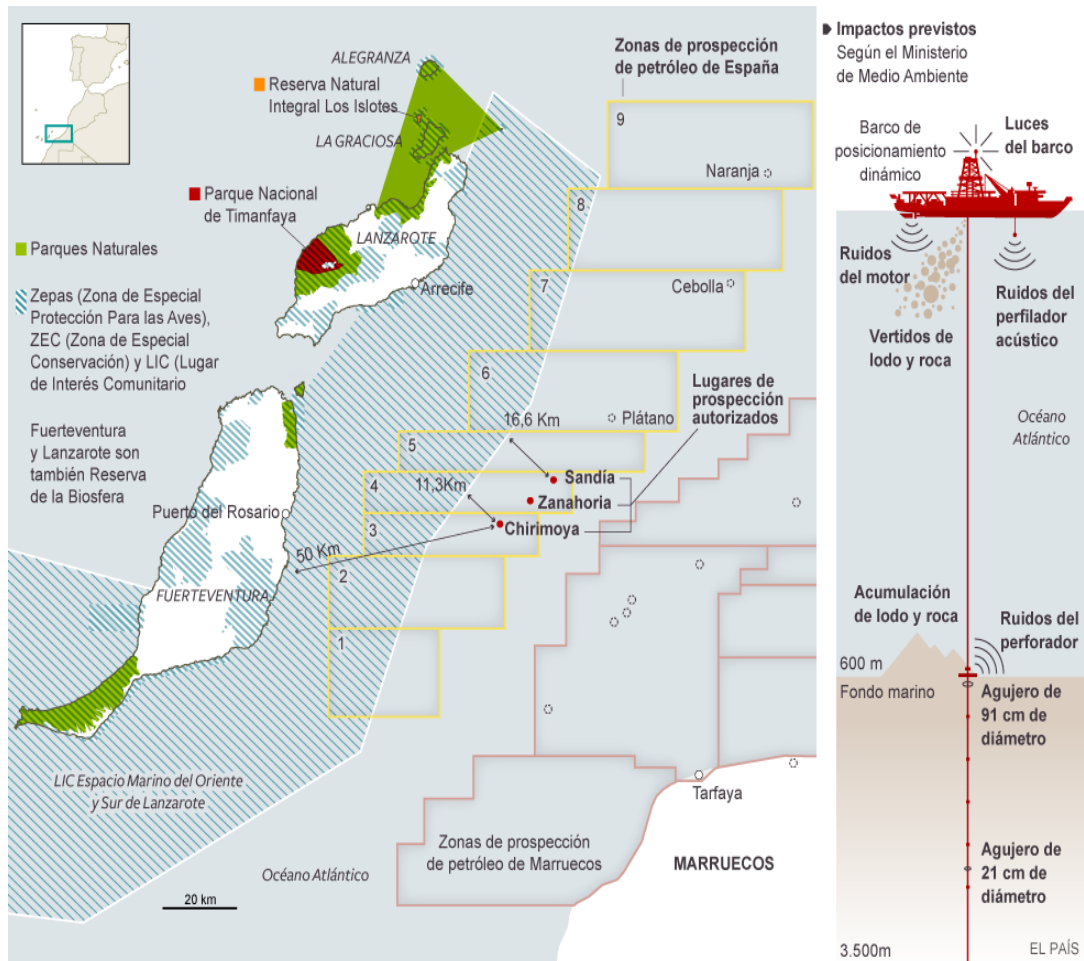 ALEGRANZA
Reserva Natural
Integral Los Islotes
LA GRACIOSA
Parque Nacional
de Timanfaya
LANZAROTE
Arrecife
Parques Naturales
Zepas (Zona de Especial
Protección Para las Aves),
ZEC (Zona de Especial
Conservación) y LIC (Lugar
de Interés Comunitario
Fuerteventura
y Lanzarote son
también Reserva
de la Biosfera
Puerto del Rosario
FUERTEVENTURA
LIC Espacio Marino del Oriente
y Sur de Lanzarote
Océano Atlántico
20 km
Zonas de prospección
de petróleo de España
9
Naranja
8
7
Cebolla
6
Plátano
Lugares de
prospección
autorizados
16,6 Km
5
4
11,3Km
Sandía
Zanahoria
3
Chirimoya
50 Km
2
1
Zonas de prospección
de petróleo de Marruecos
Tarfaya
MARRUECOS
Impactos previstos
Según el Ministerio
de Medio Ambiente
Barco de
posicionamiento
dinámico
Luces
del barco
Ruidos
del motor
Vertidos de
lodo y roca
Ruidos del
perfilador
acústico
Océano
Atlántico
Acumulación
de lodo y roca
Ruidos del
perforador
600 m
Fondo marino
Agujero de
91 cm de
diámetro
Agujero de
21 cm de
diámetro
3.500m
EL PAÍS